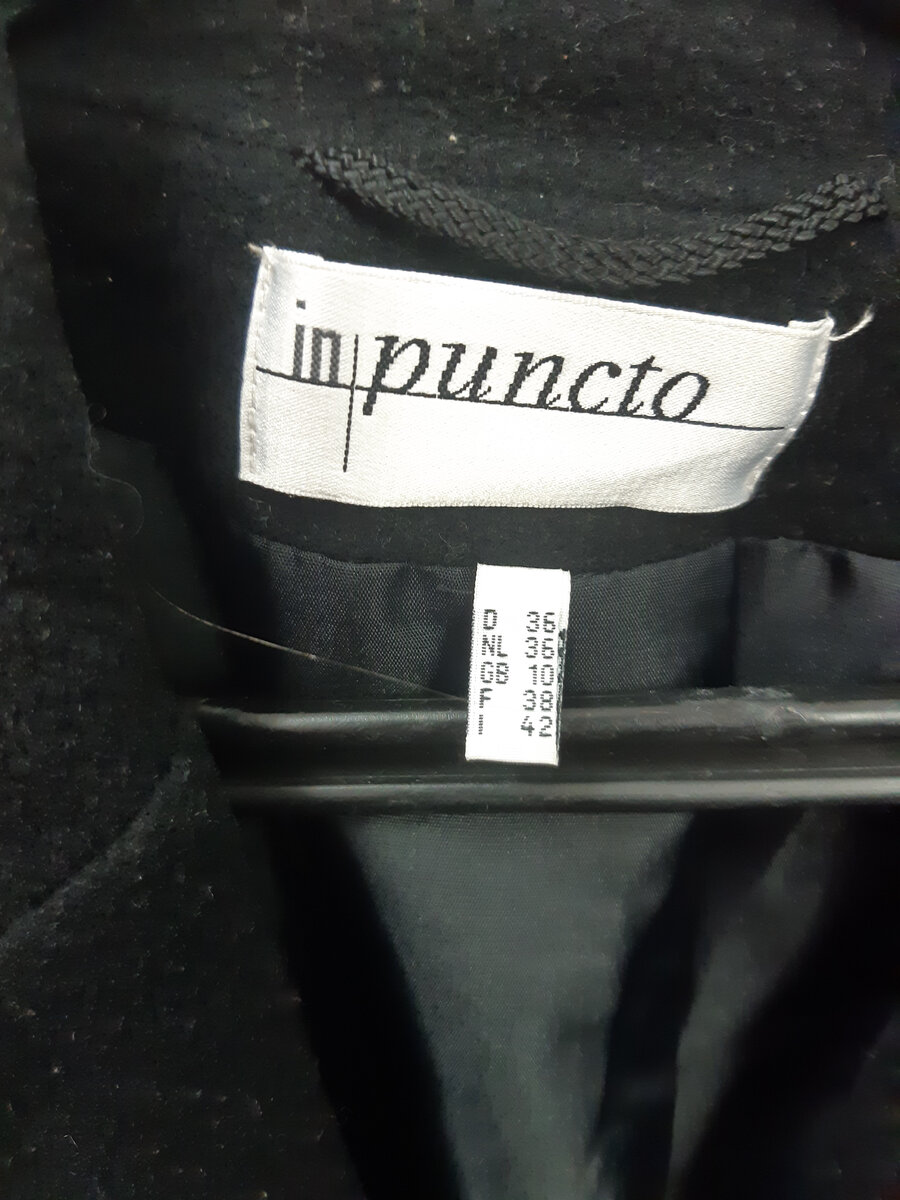 in puncto
D 36
NL 36
GB 10
F 38
I 42